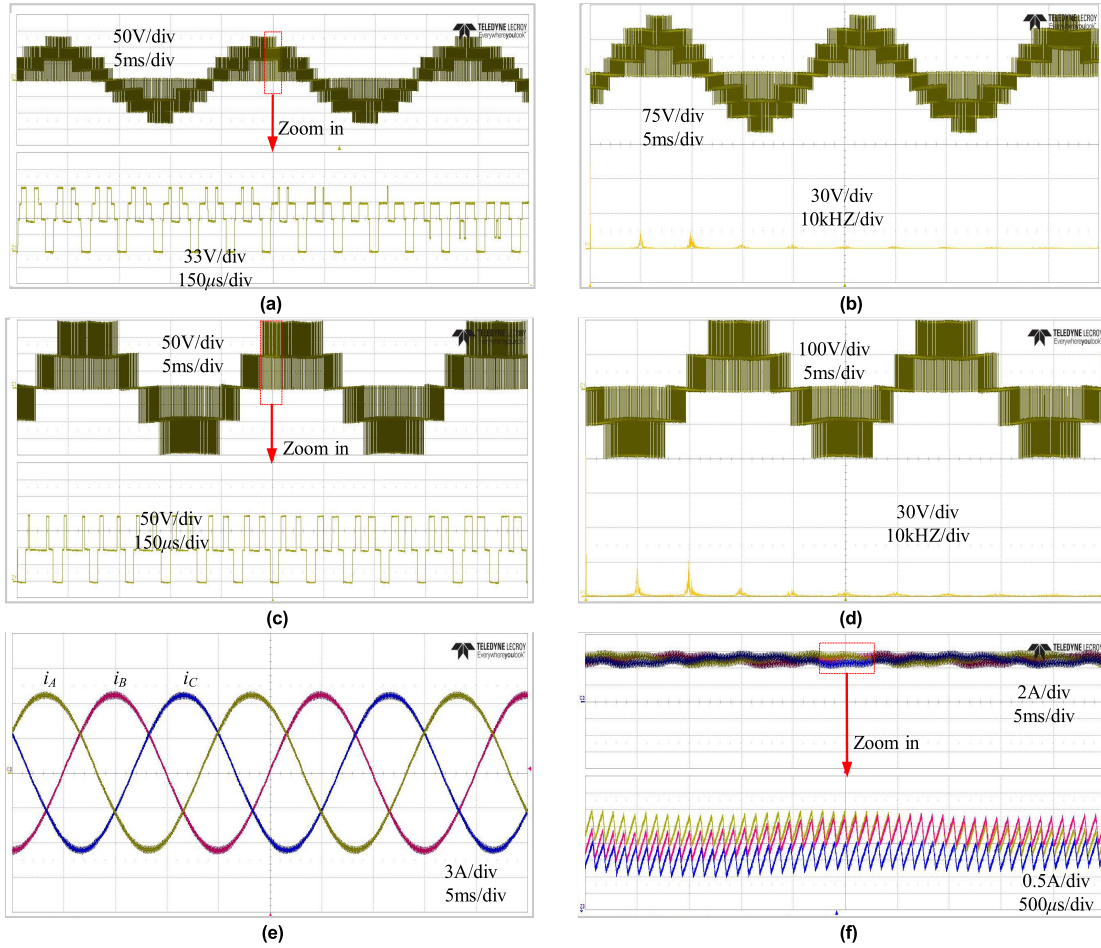 50V/div
5ms/div
TELEDYNE LECROY
Everywhereyoulook
Zoom in
33V/div
150μs/div
(a)
TELEDYNE LECROY
Everywhereyoulook
75V/div
5ms/div
30V/div
10kHZ/div
(b)
50V/div
5ms/div
TELEDYNE LECROY
Everywhereyoulook
Zoom in
50V/div
150μs/div
(c)
100V/div
5ms/div
TELEDYNE LECROY
Everywhereyoulook
30V/div
10kHZ/div
(d)
TELEDYNE LECROY
Everywhereyoulook
iA iB iC
3A/div
5ms/div
(e)
TELEDYNE LECROY
Everywhereyoulook
2A/div
5ms/div
Zoom in
0.5A/div
500μs/div
(f)